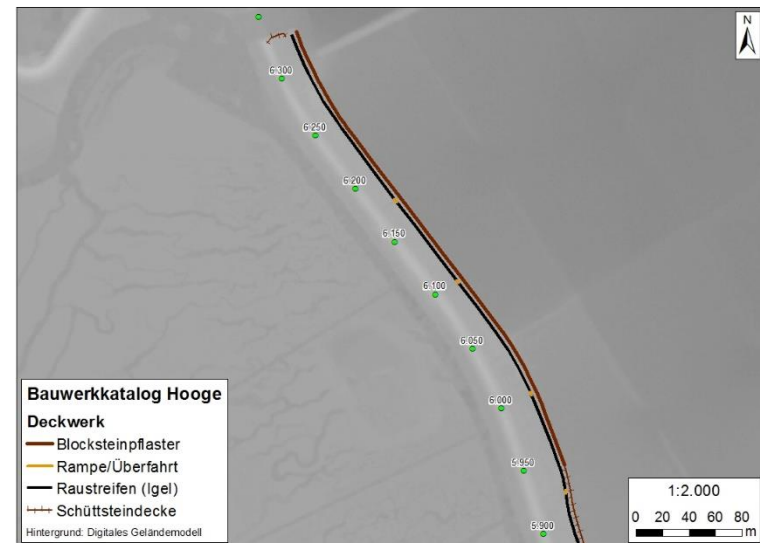 N
6 300
6 250
6 200
6 150
6 100
6 050
6 000
5 950
5 900
Bauwerkkatalog Hooge
Deckwerk
Blocksteinpflaster
Rampe/Überfahrt
Raustreifen (Igel)
Schüttsteindecke
Hintergrund: Digitales Geländemodell
1:2.000
0 20 40 60 80
m